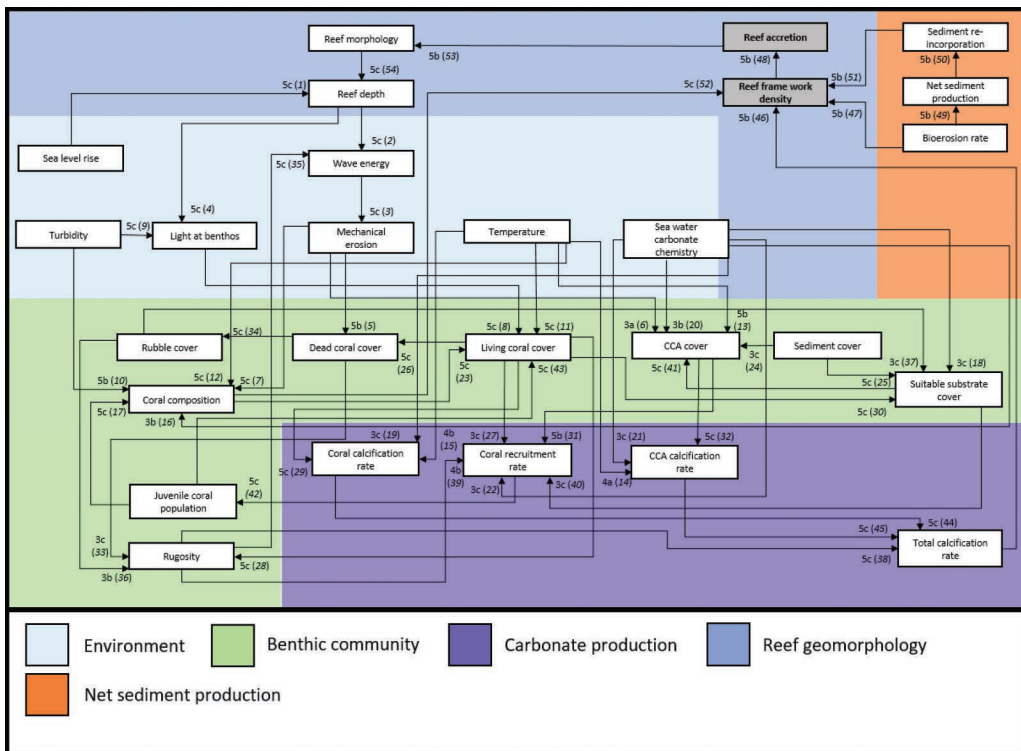 Reef morphology
Reef accretion
Sediment re-
incorporation
5b (53)
5b (48)
5b (50)
5c (54)
5b (51)
5c (1)
Reef depth
5c (52)
Reef frame work
density
Net sediment
production
5b (46)
5b (47)
5b (49)
Sea level rise
5c (2)
5c (35)
Wave energy
Bioerosion rate
5c (4)
5c (3)
Turbidity
5c (9)
Light at benthos
Mechanical
erosion
Temperature
Sea water
carbonate
chemistry
5c (34)
5b (5)
5c (8)
5c (11)
3a (6)
3b (20)
5b
(13)
Rubble cover
Dead coral cover
Living coral cover
CCA cover
Sediment cover
5c
(26)
5c
(23)
5c
(43)
5c
(41)
3c
(24)
3c (37)
3c (18)
5c
(25)
Suitable substrate
cover
5c (30)
5b (10)
5c (12)
5c (7)
Coral composition
5c (17)
3b (16)
3c (19)
4b
(15)
3c (27)
5b (31)
3c (21)
5c (32)
Coral calcification
rate
Coral recruitment
rate
CCA calcification
rate
5c (29)
4b
(39)
3c (22)
3c (40)
4a (14)
Juvenile coral
population
5c
(42)
3c
(33)
Rugosity
3b (36)
5c (28)
5c (45)
5c (44)
Total calcification
rate
5c (38)
Environment
Benthic community
Carbonate production
Reef geomorphology
Net sediment production